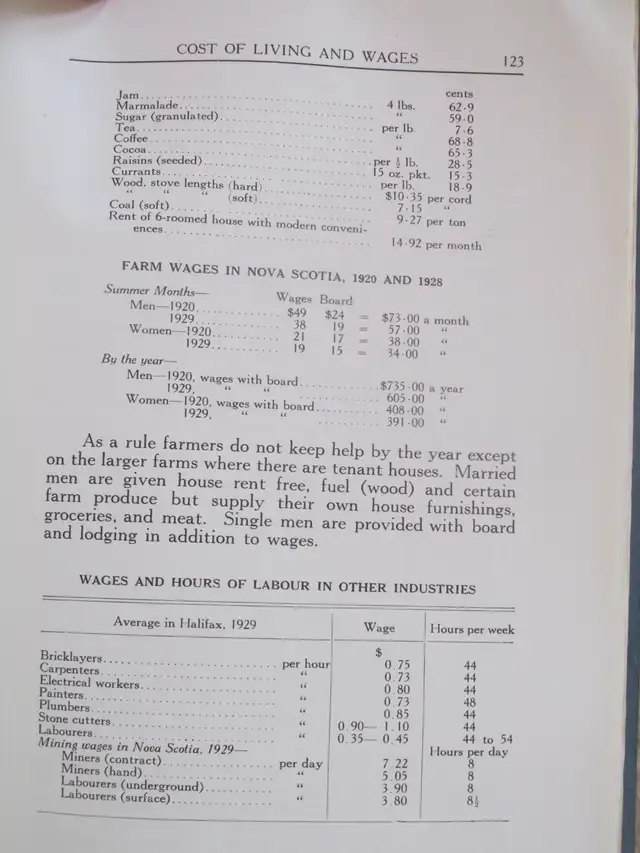 COST OF LIVING AND WAGES 123
cents
Jam........ 4 lbs. 62·9
Marmalade........ “ 59·0
Sugar (granulated)........ per lb. 7·6
Tea........ “ 68·8
Coffee........ “ 65·3
Cocoa........ per ½ lb. 28·5
Raisins (seeded)........ 15 oz. pkt. 15·3
Currants........ per lb. 18·9
Wood, stove lengths (hard)........ $10·35 per cord
“ “ “ (soft)........ 7·15 “
Coal (soft)........ 9·27 per ton
Rent of 6-roomed house with modern conveni-
ences........ 14·92 per month
FARM WAGES IN NOVA SCOTIA, 1920 AND 1928
Summer Months— Wages Board
Men—1920........ $49 $24 = $73·00 a month
1929........ 38 19 = 57·00 “
Women—1920........ 21 17 = 38·00 “
1929........ 19 15 = 34·00 “
By the year—
Men—1920, wages with board........ $735·00 a year
1929, “ “ ........ 605·00 “
Women—1920, wages with board........ 408·00 “
1929, “ “ ........ 391·00 “
As a rule farmers do not keep help by the year except
on the larger farms where there are tenant houses. Married
men are given house rent free, fuel (wood) and certain
farm produce but supply their own house furnishings,
groceries, and meat. Single men are provided with board
and lodging in addition to wages.
WAGES AND HOURS OF LABOUR IN OTHER INDUSTRIES
Average in Halifax, 1929 Wage Hours per week
$
Bricklayers........ per hour 0.75 44
Carpenters........ “ 0.73 44
Electrical workers........ “ 0.80 44
Painters........ “ 0.73 48
Plumbers........ “ 0.85 44
Stone cutters........ “ 0.90— 1.10 44
Labourers........ “ 0.35— 0.45 44 to 54
Mining wages in Nova Scotia, 1929— Hours per day
Miners (contract)........ per day 7 22 8
Miners (hand)........ “ 5.05 8
Labourers (underground)........ “ 3.90 8
Labourers (surface)........ “ 3.80 8½